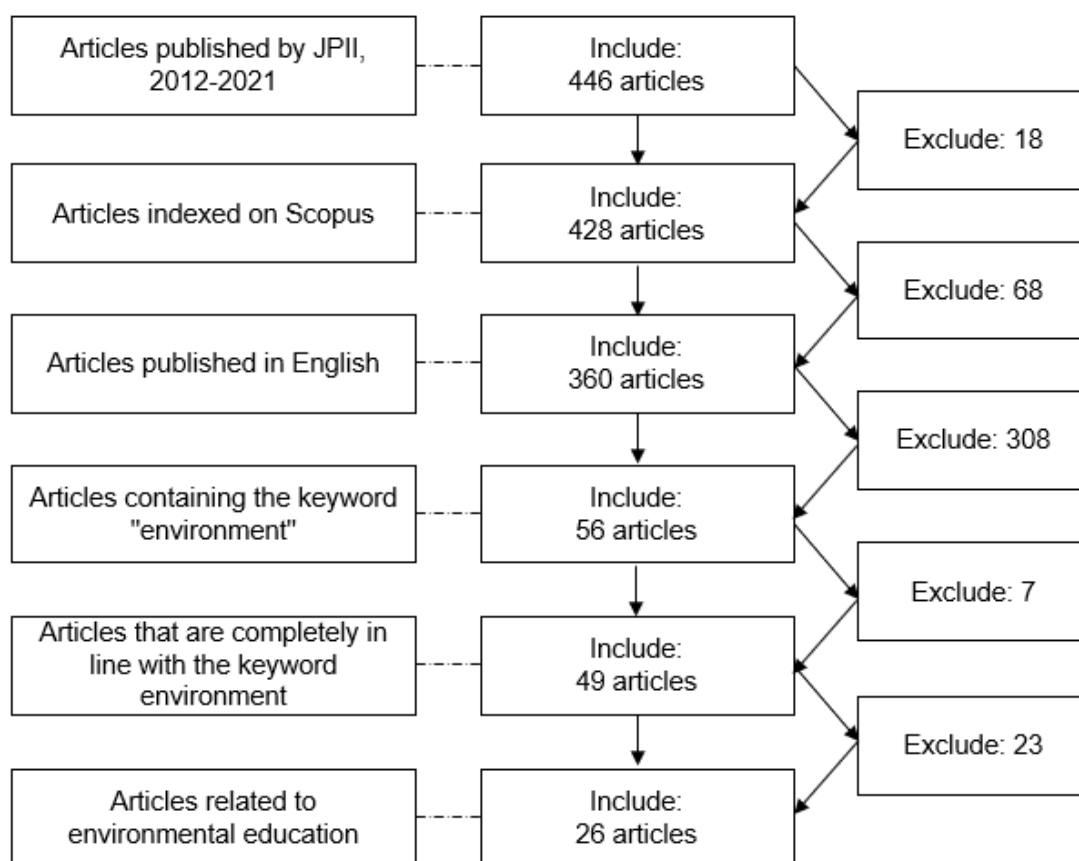 Articles published by JPII,
2012-2021
Include:
446 articles
Exclude: 18
Articles indexed on Scopus
Include:
428 articles
Exclude: 68
Articles published in English
Include:
360 articles
Exclude: 308
Articles containing the keyword
"environment"
Include:
56 articles
Exclude: 7
Articles that are completely in
line with the keyword
environment
Include:
49 articles
Exclude: 23
Articles related to
environmental education
Include:
26 articles